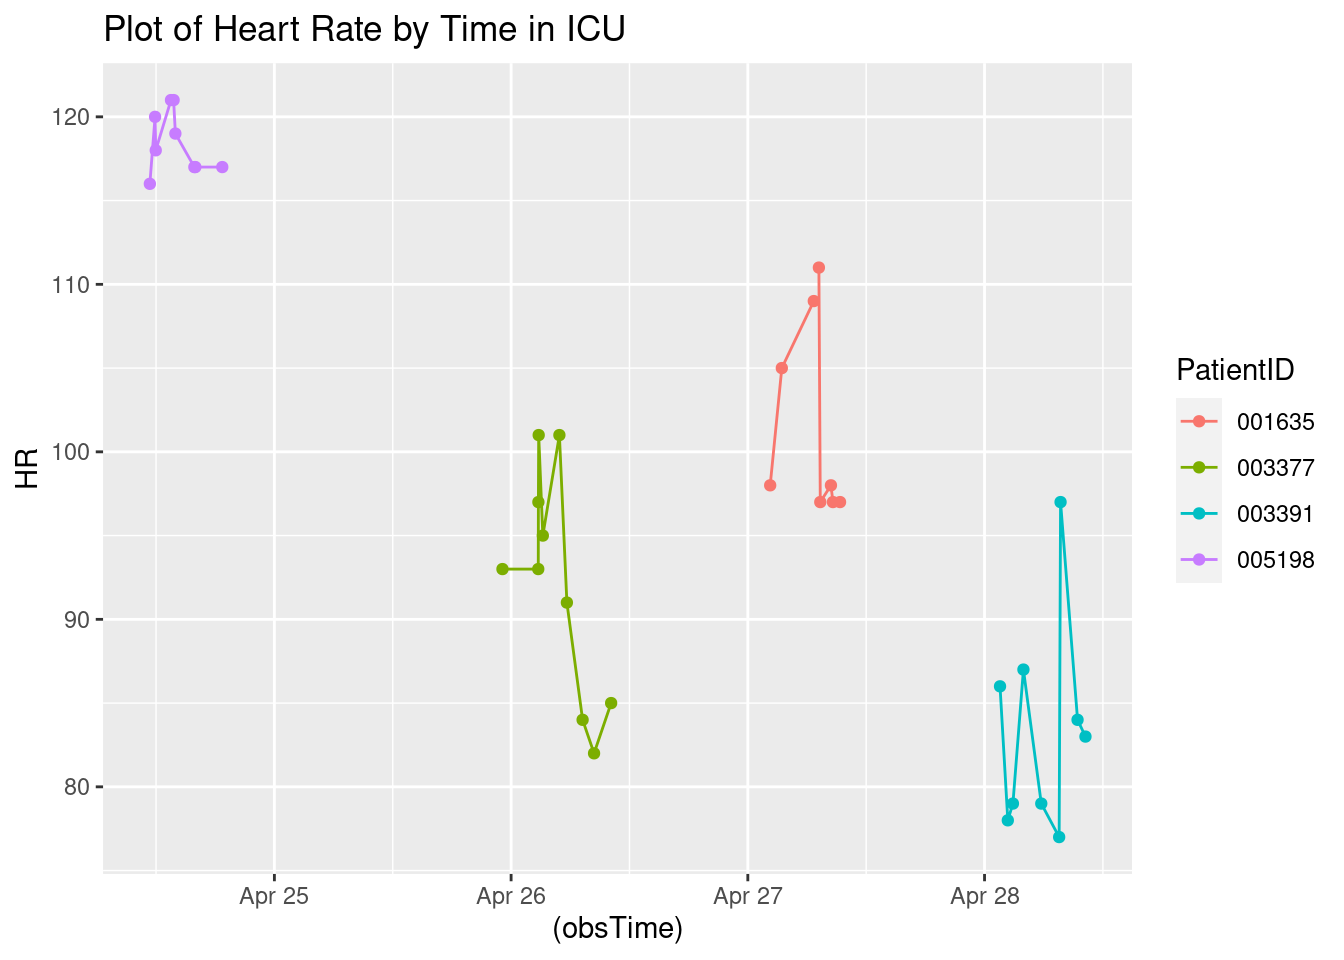 Plot of Heart Rate by Time in ICU
120
110
100
90
80
HR
Apr 25
Apr 26
Apr 27
Apr 28
(obsTime)
PatientID
001635
003377
003391
005198